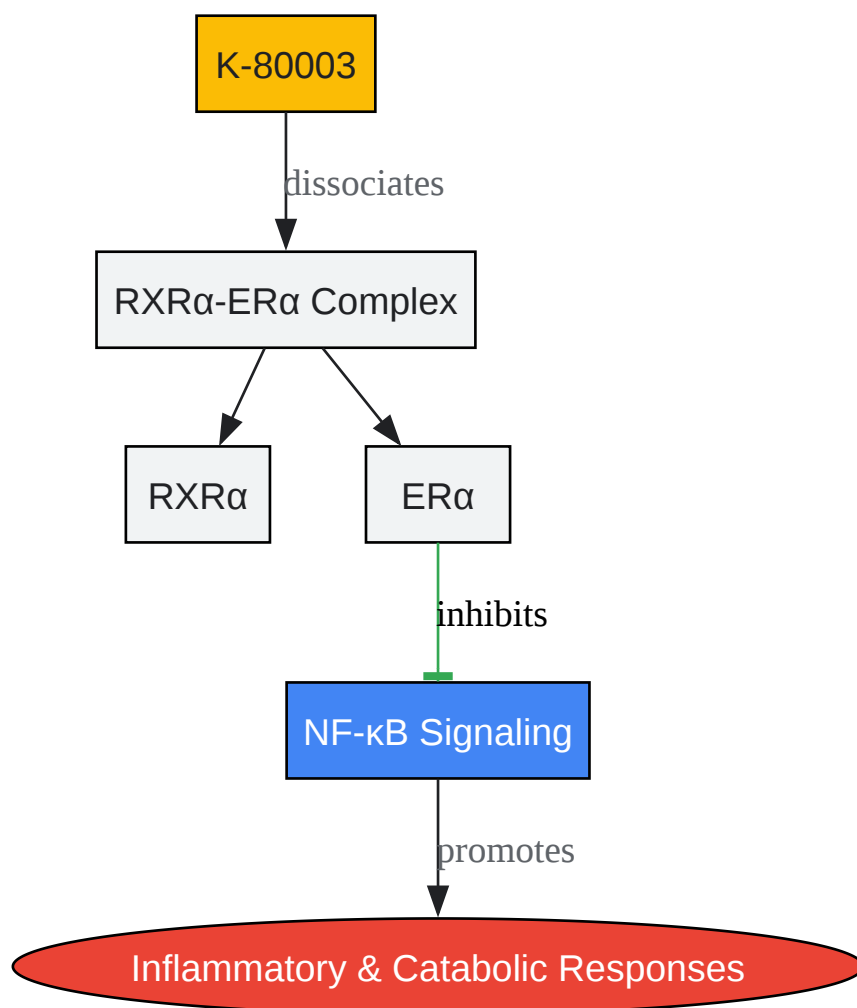 K-80003
dissociates
RXRα-ERα Complex
RXRα
ERα
inhibits
NF-κB Signaling
promotes
Inflammatory & Catabolic Responses